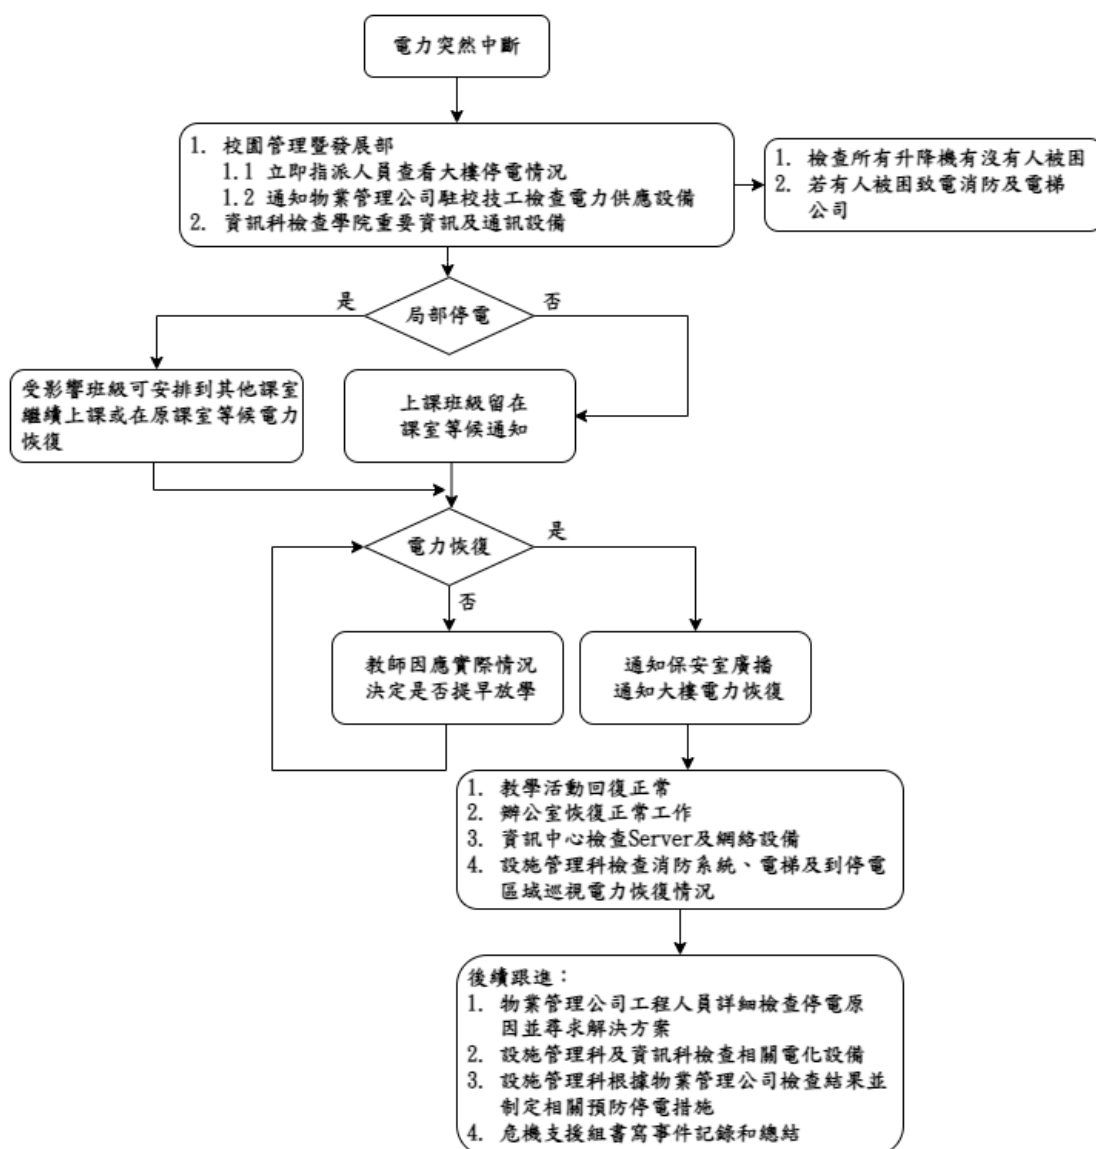 電力突然中斷
1. 校園管理暨發展部
1.1 立即指派人員查看大樓停電情況
1.2 通知物業管理公司駐校技工檢查電力供應設備
2. 資訊科檢查學院重要資訊及通訊設備
1. 檢查所有升降機有沒有人被困
2. 若有人被困致電消防及電梯
公司
是
局部停電
否
受影響班級可安排到其他課室
繼續上課或在原課室等候電力
恢復
上課班級留在
課室等候通知
電力恢復
是
否
教師因應實際情況
決定是否提早放學
通知保安室廣播
通知大樓電力恢復
1. 教學活動回復正常
2. 辦公室恢復正常工作
3. 資訊中心檢查Server及網絡設備
4. 設施管理科檢查消防系統、電梯及到停電
區域巡視電力恢復情況
後續跟進：
1. 物業管理公司工程人員詳細檢查停電原
因並尋求解決方案
2. 設施管理科及資訊科檢查相關電化設備
3. 設施管理科根據物業管理公司檢查結果並
制定相關預防停電措施
4. 危機支援組書寫事件記錄和總結